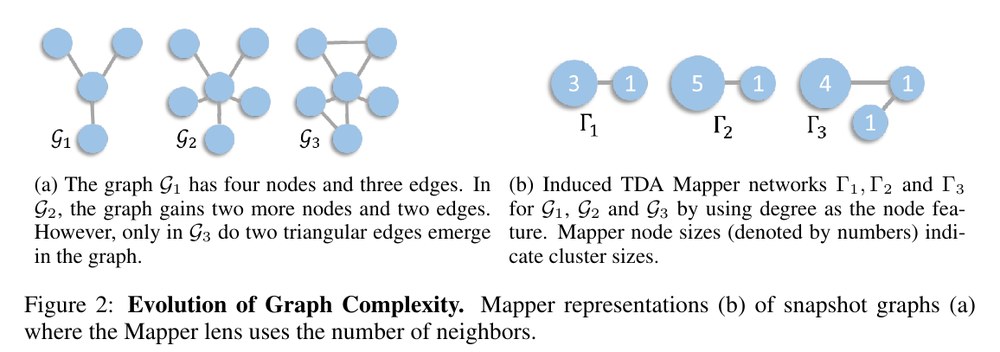 𝒢1
𝒢2
𝒢3
3 1
Γ1
5 1
Γ2
4 1
1
Γ3
(a) The graph 𝒢1 has four nodes and three edges. In
𝒢2, the graph gains two more nodes and two edges.
However, only in 𝒢3 do two triangular edges emerge
in the graph.
(b) Induced TDA Mapper networks Γ1, Γ2 and Γ3
for 𝒢1, 𝒢2 and 𝒢3 by using degree as the node fea-
ture. Mapper node sizes (denoted by numbers) indi-
cate cluster sizes.
Figure 2: Evolution of Graph Complexity. Mapper representations (b) of snapshot graphs (a)
where the Mapper lens uses the number of neighbors.